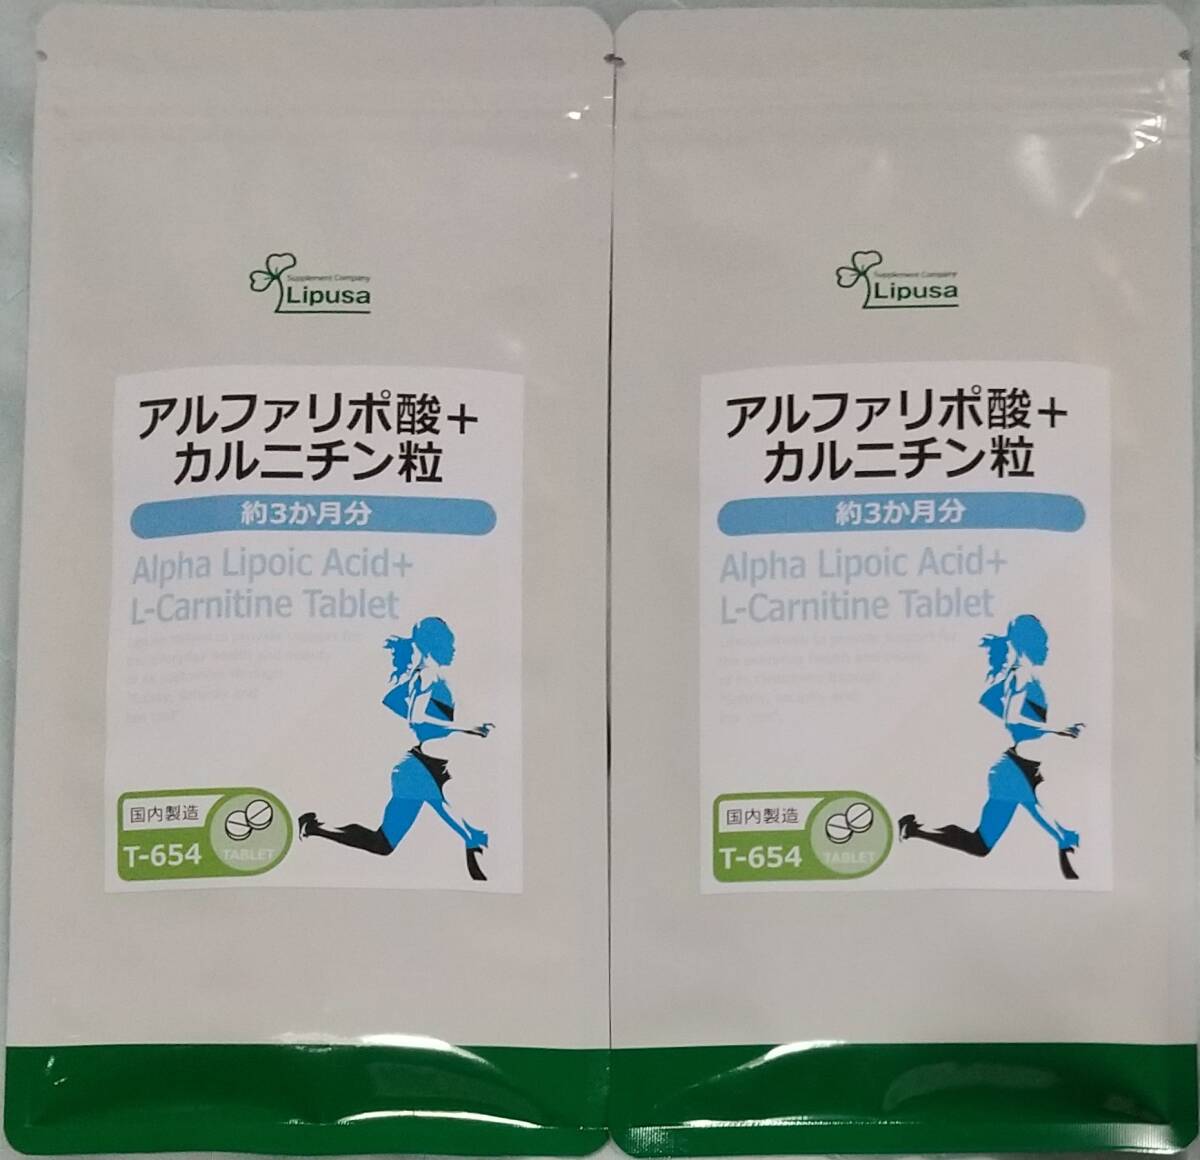 Supplement Company
Lipusa
アルファリポ酸+
カルニチン粒
約3か月分
Alpha Lipoic Acid+
L-Carnitine Tablet
国内製造
T-654
TABLET
Supplement Company
Lipusa
アルファリポ酸+
カルニチン粒
約3か月分
Alpha Lipoic Acid+
L-Carnitine Tablet
国内製造
T-654
TABLET